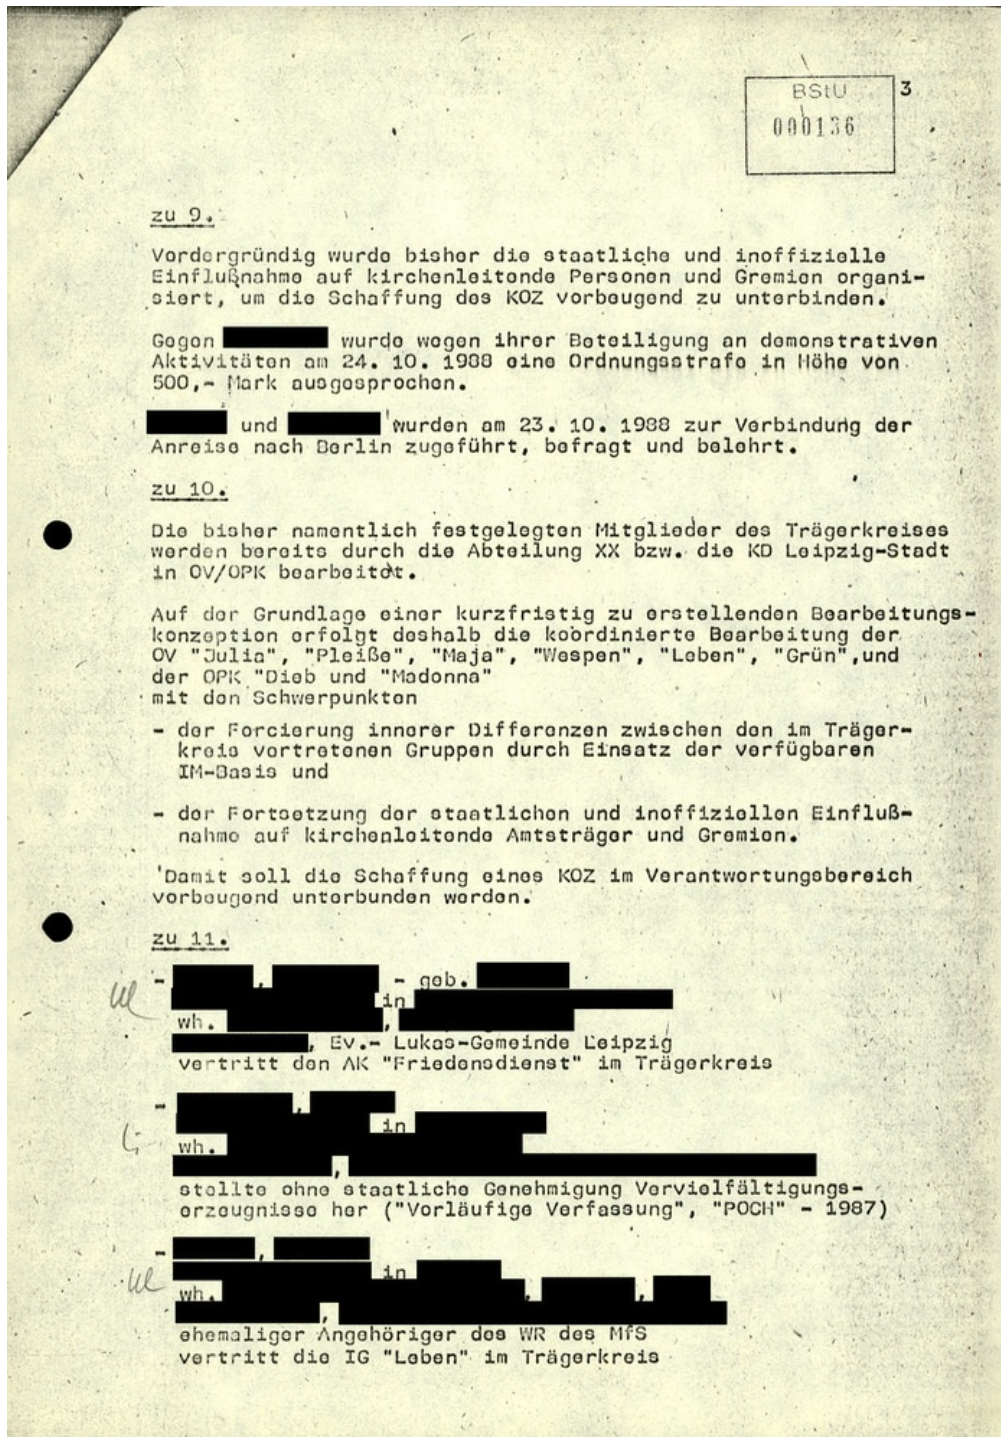 BStU
3
000136
zu 9.
Vordergründig wurde bisher die staatliche und inoffizielle
Einflußnahme auf kirchenleitende Personen und Gremien organi-
siert, um die Schaffung des KOZ vorbeugend zu unterbinden.
Gegen wurde wegen ihrer Beteiligung an demonstrativen
Aktivitäten am 24. 10. 1988 eine Ordnungsstrafe in Höhe von
500,- Mark ausgesprochen.
und wurden am 23. 10. 1988 zur Verbindung der
Anreise nach Berlin zugeführt, befragt und belehrt.
zu 10.
Die bisher namentlich festgelegten Mitglieder des Trägerkreises
werden bereits durch die Abteilung XX bzw. die KD Leipzig-Stadt
in OV/OPK bearbeitet.
Auf der Grundlage einer kurzfristig zu erstellenden Bearbeitungs-
konzeption erfolgt deshalb die koordinierte Bearbeitung der
OV "Julia", "Pleiße", "Maja", "Wespen", "Leben", "Grün",und
der OPK "Dieb und "Madonna"
mit den Schwerpunkten
- der Forcierung innerer Differenzen zwischen den im Träger-
kreis vertretenen Gruppen durch Einsatz der verfügbaren
IM-Basis und
- der Fortsetzung der staatlichen und inoffiziellen Einfluß-
nahme auf kirchenleitende Amtsträger und Gremien.
Damit soll die Schaffung eines KOZ im Verantwortungsbereich
vorbeugend unterbunden werden.
zu 11.
- , - geb.
in
wh. ,
, Ev.- Lukas-Gemeinde Leipzig
vertritt den AK "Friedensdienst" im Trägerkreis
- ,
in
wh.
,
stellte ohne staatliche Genehmigung Vervielfältigungs-
erzeugnisse her ("Vorläufige Verfassung", "POCH" - 1987)
- ,
in
wh. , ,
,
ehemaliger Angehöriger des WR des MfS
vertritt die IG "Leben" im Trägerkreis